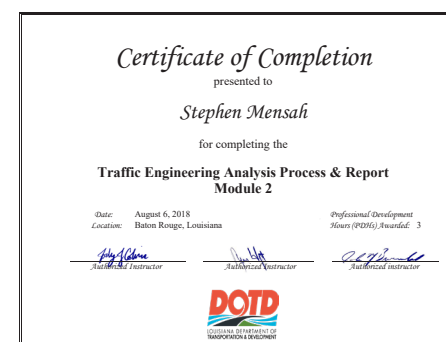 Certificate of Completion
presented to
Stephen Mensah
for completing the
Traffic Engineering Analysis Process & Report
Module 2
Date: August 6, 2018
Location: Baton Rouge, Louisiana
Professional Development
Hours (PDHs) Awarded: 3
Authorized Instructor
Authorized Instructor
Authorized instructor
DOTD
LOUISIANA DEPARTMENT OF
TRANSPORTATION & DEVELOPMENT